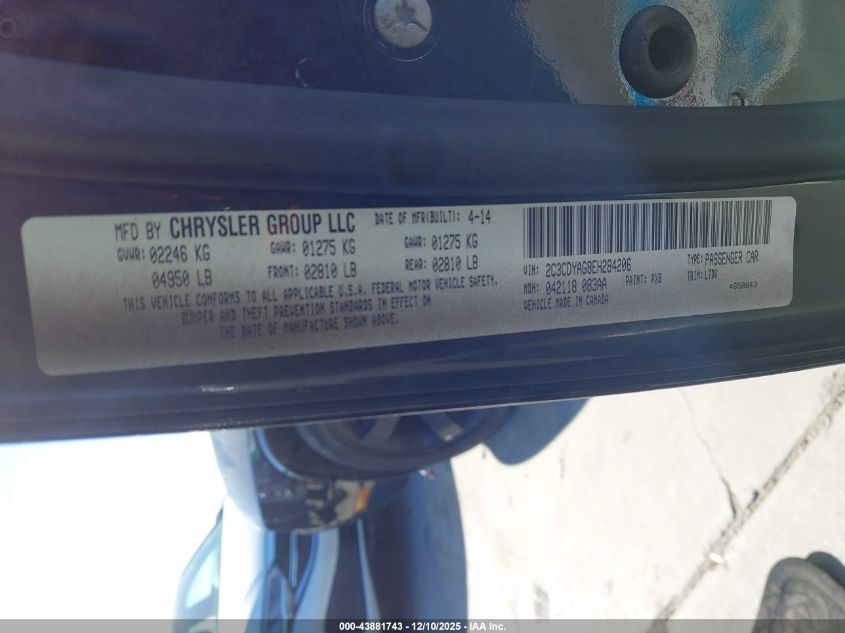 MFD BY CHRYSLER GROUP LLC DATE OF MFR(BUILT): 4-14
GVWR: 02246 KG GAWR: 01275 KG GAWR: 01275 KG
04950 LB FRONT: 02810 LB REAR: 02810 LB
THIS VEHICLE CONFORMS TO ALL APPLICABLE U.S.A. FEDERAL MOTOR VEHICLE SAFETY,
BUMPER AND THEFT PREVENTION STANDARDS IN EFFECT ON
THE DATE OF MANUFACTURE SHOWN ABOVE.
VIN: 2C3CDYAG8EH284206 TYPE: PASSENGER CAR
MDH: 042118 083AA PAINT: PX8 TRIM: L7DV
VEHICLE MADE IN CANADA 4658843
000-43881743 — 12/10/2025 — IAA Inc.